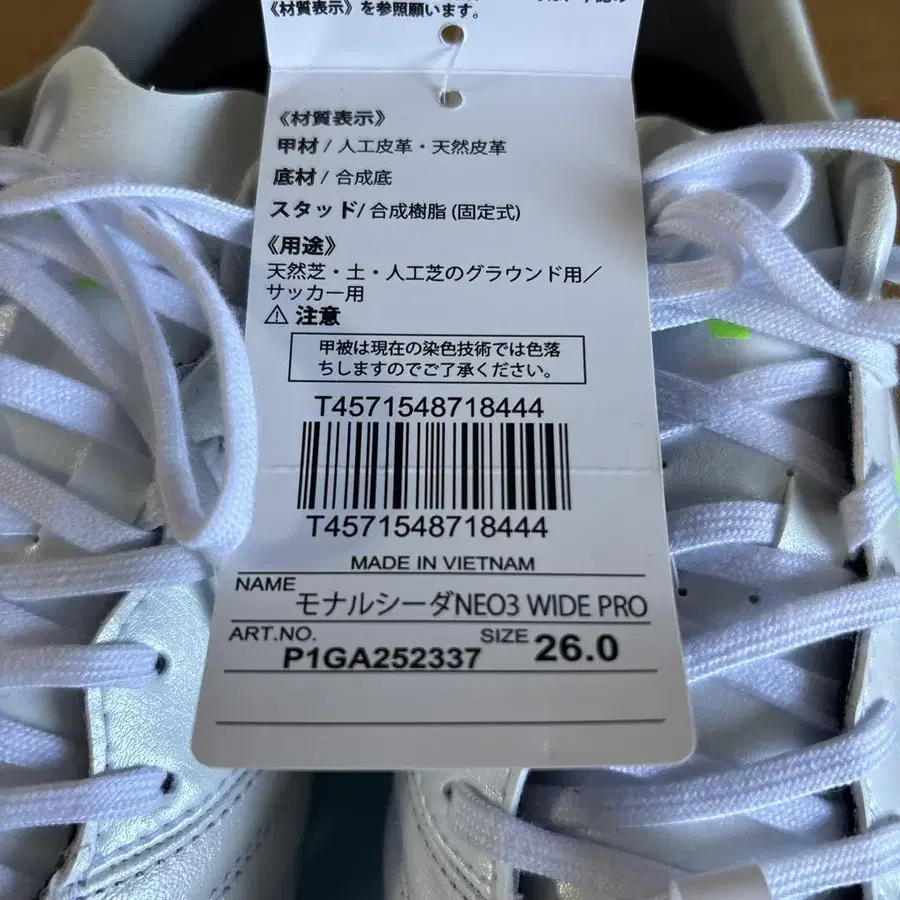 《材質表示》を参照願います。
《材質表示》
甲材 / 人工皮革・天然皮革
底材 / 合成底
スタッド/ 合成樹脂 (固定式)
《用途》
天然芝・土・人工芝のグラウンド用／
サッカー用
⚠ 注意
甲被は現在の染色技術では色落
ちしますのでご了承ください。
T4571548718444
T4571548718444
MADE IN VIETNAM
NAME モナルシーダNEO3 WIDE PRO
ART.NO. P1GA252337 SIZE 26.0